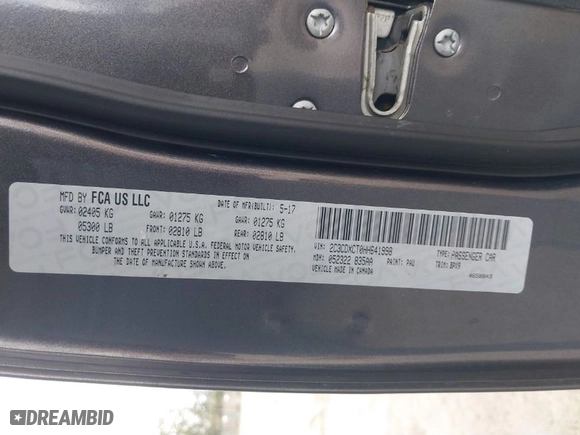 MFD BY FCA US LLC DATE OF MFR(BUILT): 5-17
GVWR: 02405 KG GAWR: 01275 KG GAWR: 01275 KG
05300 LB FRONT: 02810 LB REAR: 02810 LB
THIS VEHICLE CONFORMS TO ALL APPLICABLE U.S.A. FEDERAL MOTOR VEHICLE SAFETY,
BUMPER AND THEFT PREVENTION STANDARDS IN EFFECT ON
THE DATE OF MANUFACTURE SHOWN ABOVE.
VIN: 2C3CDXCT0HH641998 TYPE: PASSENGER CAR
MDH: 052322 835AA PAINT: PAU TRIM: BPX9
VEHICLE MADE IN CANADA
DREAMBID